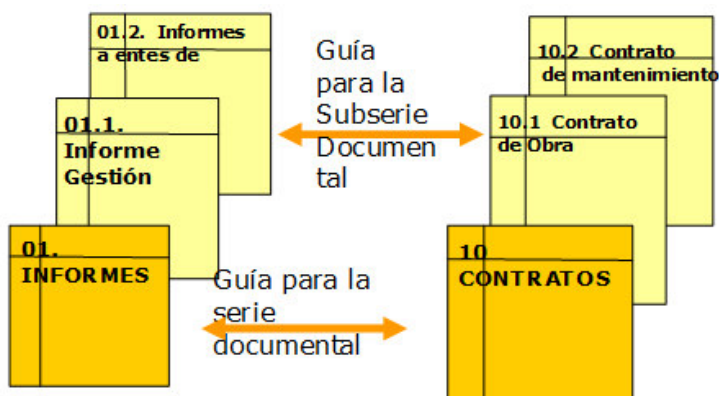 01.2. Informes
a entes de
01.1.
Informe
Gestión
01.
INFORMES
Guía
para la
Subserie
Documen
tal
Guía para la
serie
documental
10.2 Contrato
de mantenimiento
10.1 Contrato
de Obra
10
CONTRATOS